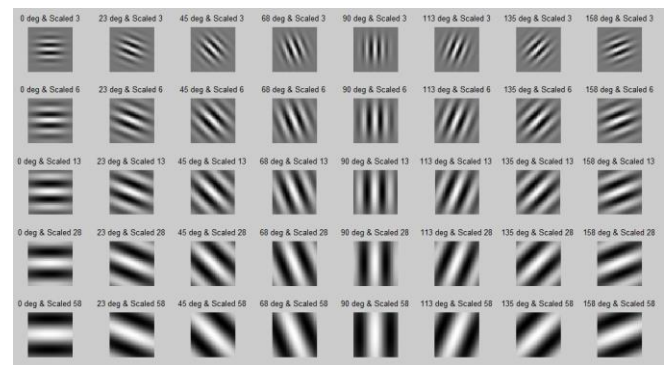 0 deg & Scaled 3 23 deg & Scaled 3 45 deg & Scaled 3 68 deg & Scaled 3 90 deg & Scaled 3 113 deg & Scaled 3 135 deg & Scaled 3 158 deg & Scaled 3
0 deg & Scaled 6 23 deg & Scaled 6 45 deg & Scaled 6 68 deg & Scaled 6 90 deg & Scaled 6 113 deg & Scaled 6 135 deg & Scaled 6 158 deg & Scaled 6
0 deg & Scaled 13 23 deg & Scaled 13 45 deg & Scaled 13 68 deg & Scaled 13 90 deg & Scaled 13 113 deg & Scaled 13 135 deg & Scaled 13 158 deg & Scaled 13
0 deg & Scaled 28 23 deg & Scaled 28 45 deg & Scaled 28 68 deg & Scaled 28 90 deg & Scaled 28 113 deg & Scaled 28 135 deg & Scaled 28 158 deg & Scaled 28
0 deg & Scaled 58 23 deg & Scaled 58 45 deg & Scaled 58 68 deg & Scaled 58 90 deg & Scaled 58 113 deg & Scaled 58 135 deg & Scaled 58 158 deg & Scaled 58